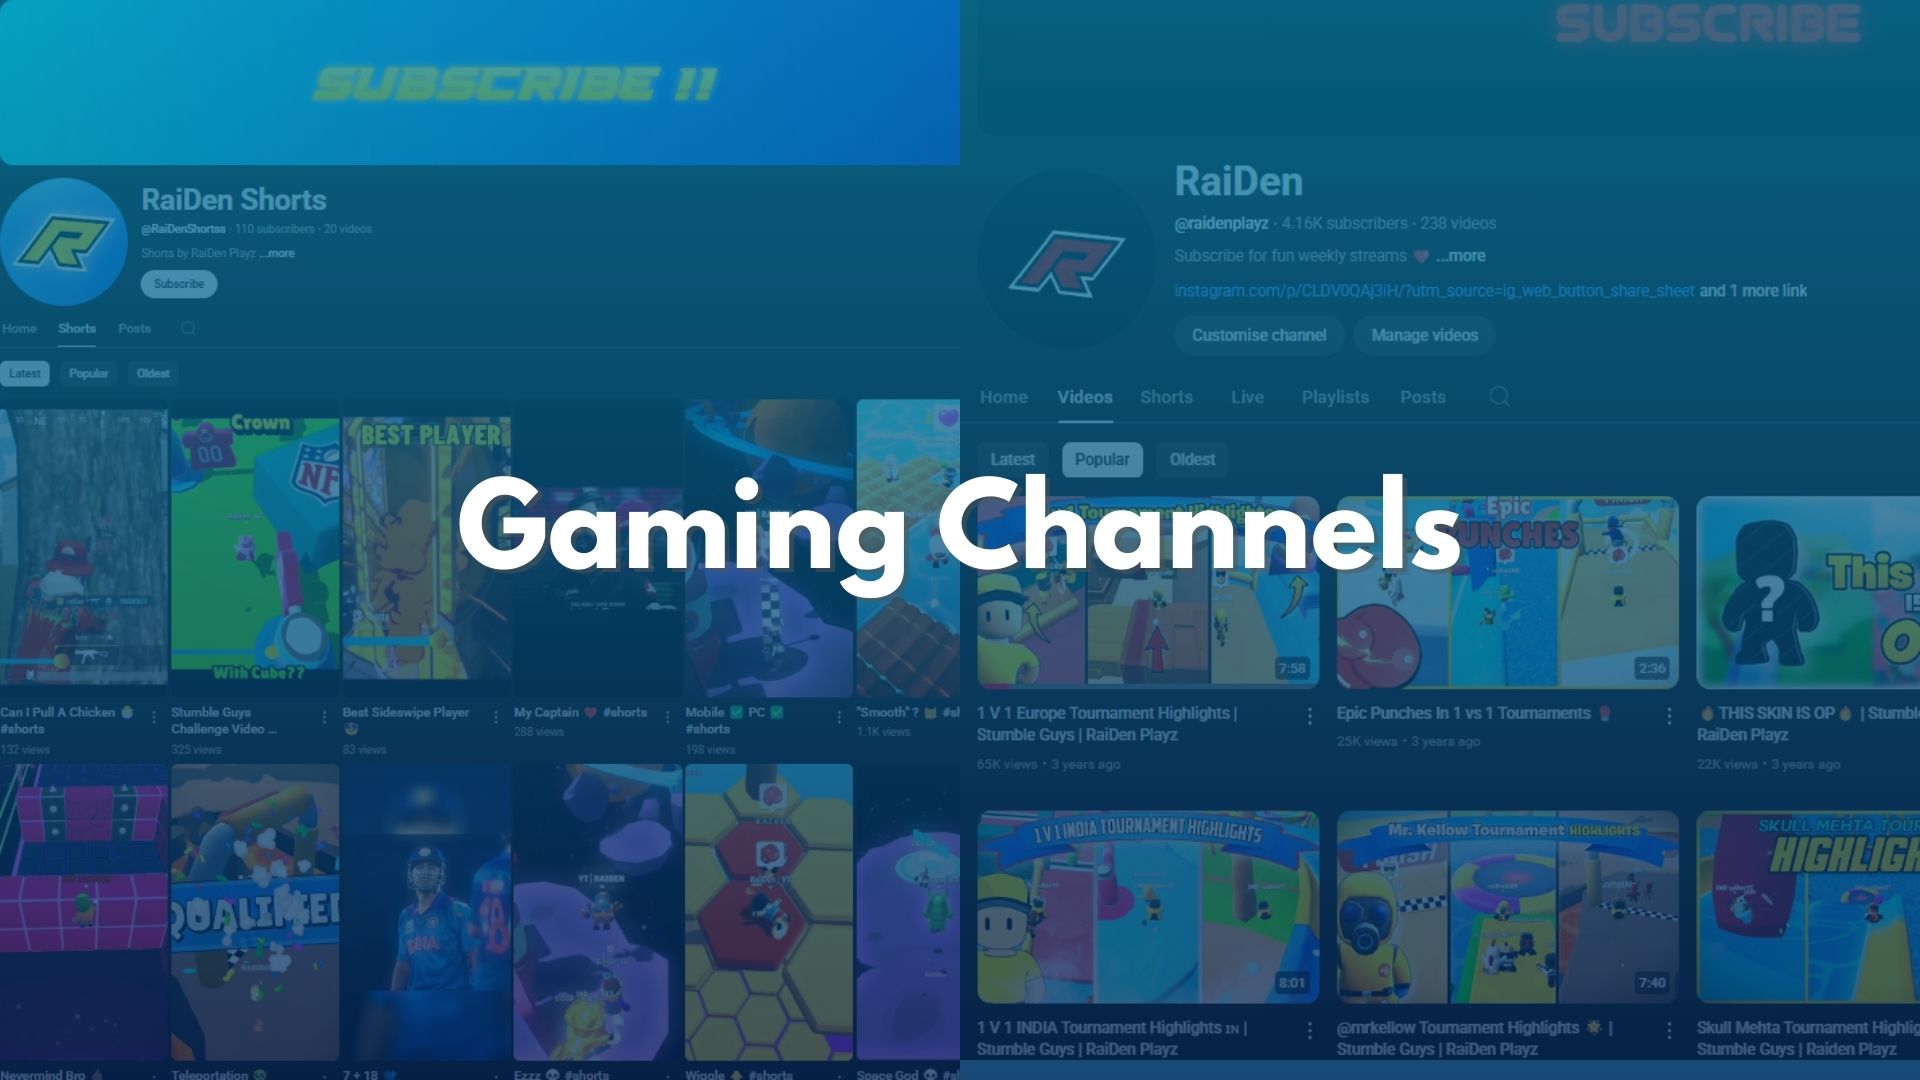 SUBSCRIBE !!
RaiDen Shorts
@RaiDenShortss · 110 subscribers · 20 videos
Shorts by RaiDen Playz ...more
Subscribe
Home Shorts Posts
Latest Popular Oldest
Crown
00
NF
With Cube??
BEST PLAYER
Can I Pull A Chicken 🐣
#shorts
132 views
Stumble Guys
Challenge Video ...
325 views
Best Sideswipe Player
83 views
My Captain ❤️ #shorts
288 views
Mobile ✅ PC ✅
#shorts
198 views
"Smooth" ?
1.1K views
INDIA
YT | RAIDEN
Nevermind Bro 🔥
Teleportation 💀
7 + 18 💙
Ezzz 💀 #shorts
Wiggle 🐥 #shorts
Space God 💀 #sh
Gaming Channels
SUBSCRIBE
RaiDen
@raidenplayz · 4.16K subscribers · 238 videos
Subscribe for fun weekly streams ❤️ ...more
instagram.com/p/CLDV0QAj3iH/?utm_source=ig_web_button_share_sheet and 1 more link
Customise channel Manage videos
Home Videos Shorts Live Playlists Posts
Latest Popular Oldest
7:58
Epic
PUNCHES
2:36
?
This
1 V 1 Europe Tournament Highlights |
Stumble Guys | RaiDen Playz
65K views · 3 years ago
Epic Punches In 1 vs 1 Tournaments 🥊
25K views · 3 years ago
🔥 THIS SKIN IS OP 🔥 | Stumble
RaiDen Playz
22K views · 3 years ago
1 V 1 INDIA TOURNAMENT HIGHLIGHTS
8:01
Mr. Kellow Tournament HIGHLIGHTS
7:40
SKULL MEHTA TOUR
HIGHLIGH
1 V 1 INDIA Tournament Highlights IN |
Stumble Guys | RaiDen Playz
@mrkellow Tournament Highlights 🌟 |
Stumble Guys | RaiDen Playz
Skull Mehta Tournament Highlig
Stumble Guys | Raiden Playz